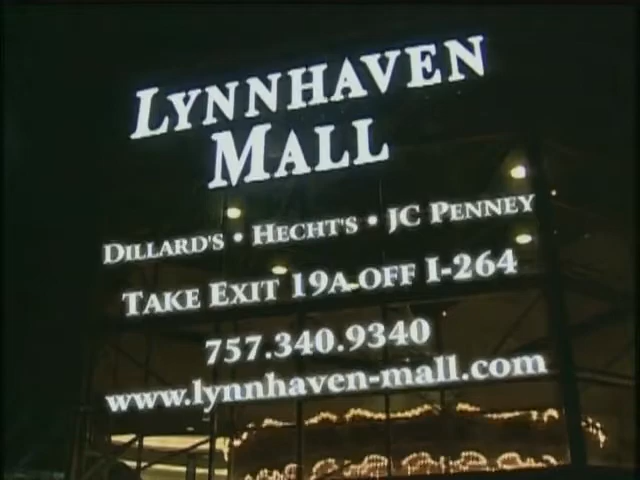 LYNNHAVEN
MALL
DILLARD'S • HECHT'S • JC PENNEY
TAKE EXIT 19A OFF I-264
757.340.9340
www.lynnhaven-mall.com